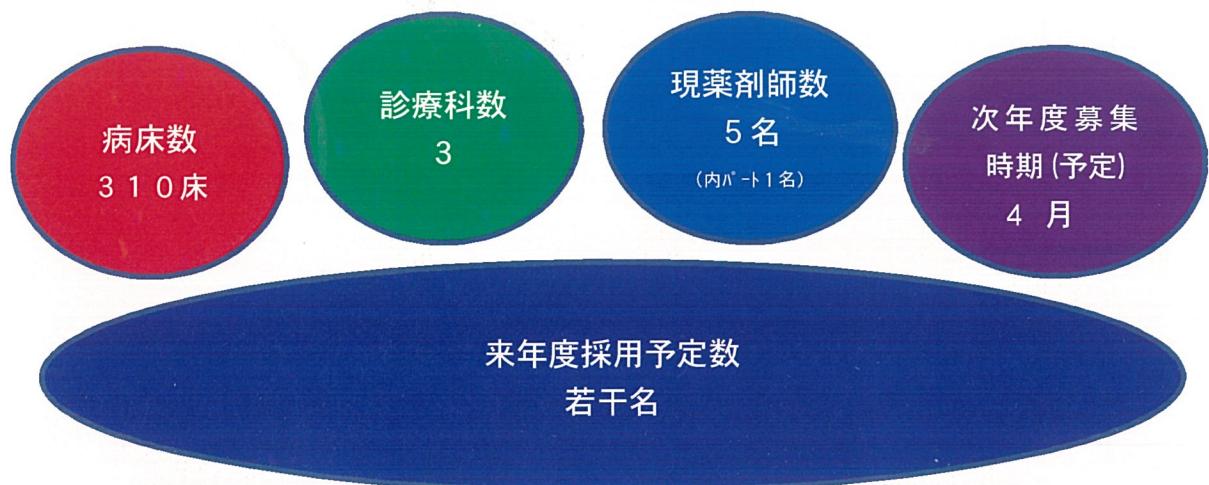 病床数
３１０床
診療科数
３
現薬剤師数
５名
（内ﾊﾟｰﾄ１名）
次年度募集
時期(予定)
４ 月
来年度採用予定数
若干名